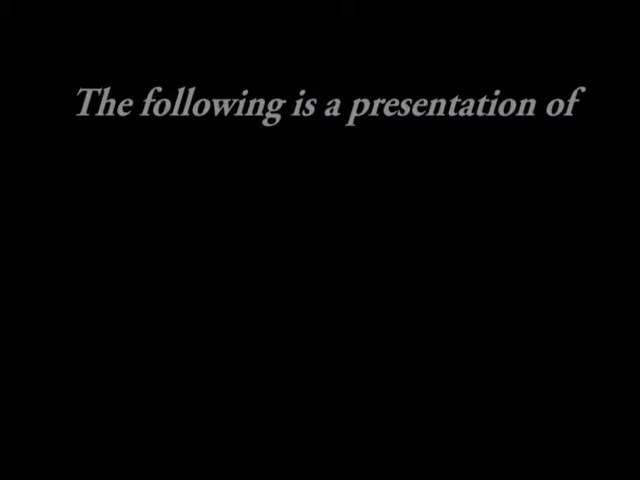 The following is a presentation of